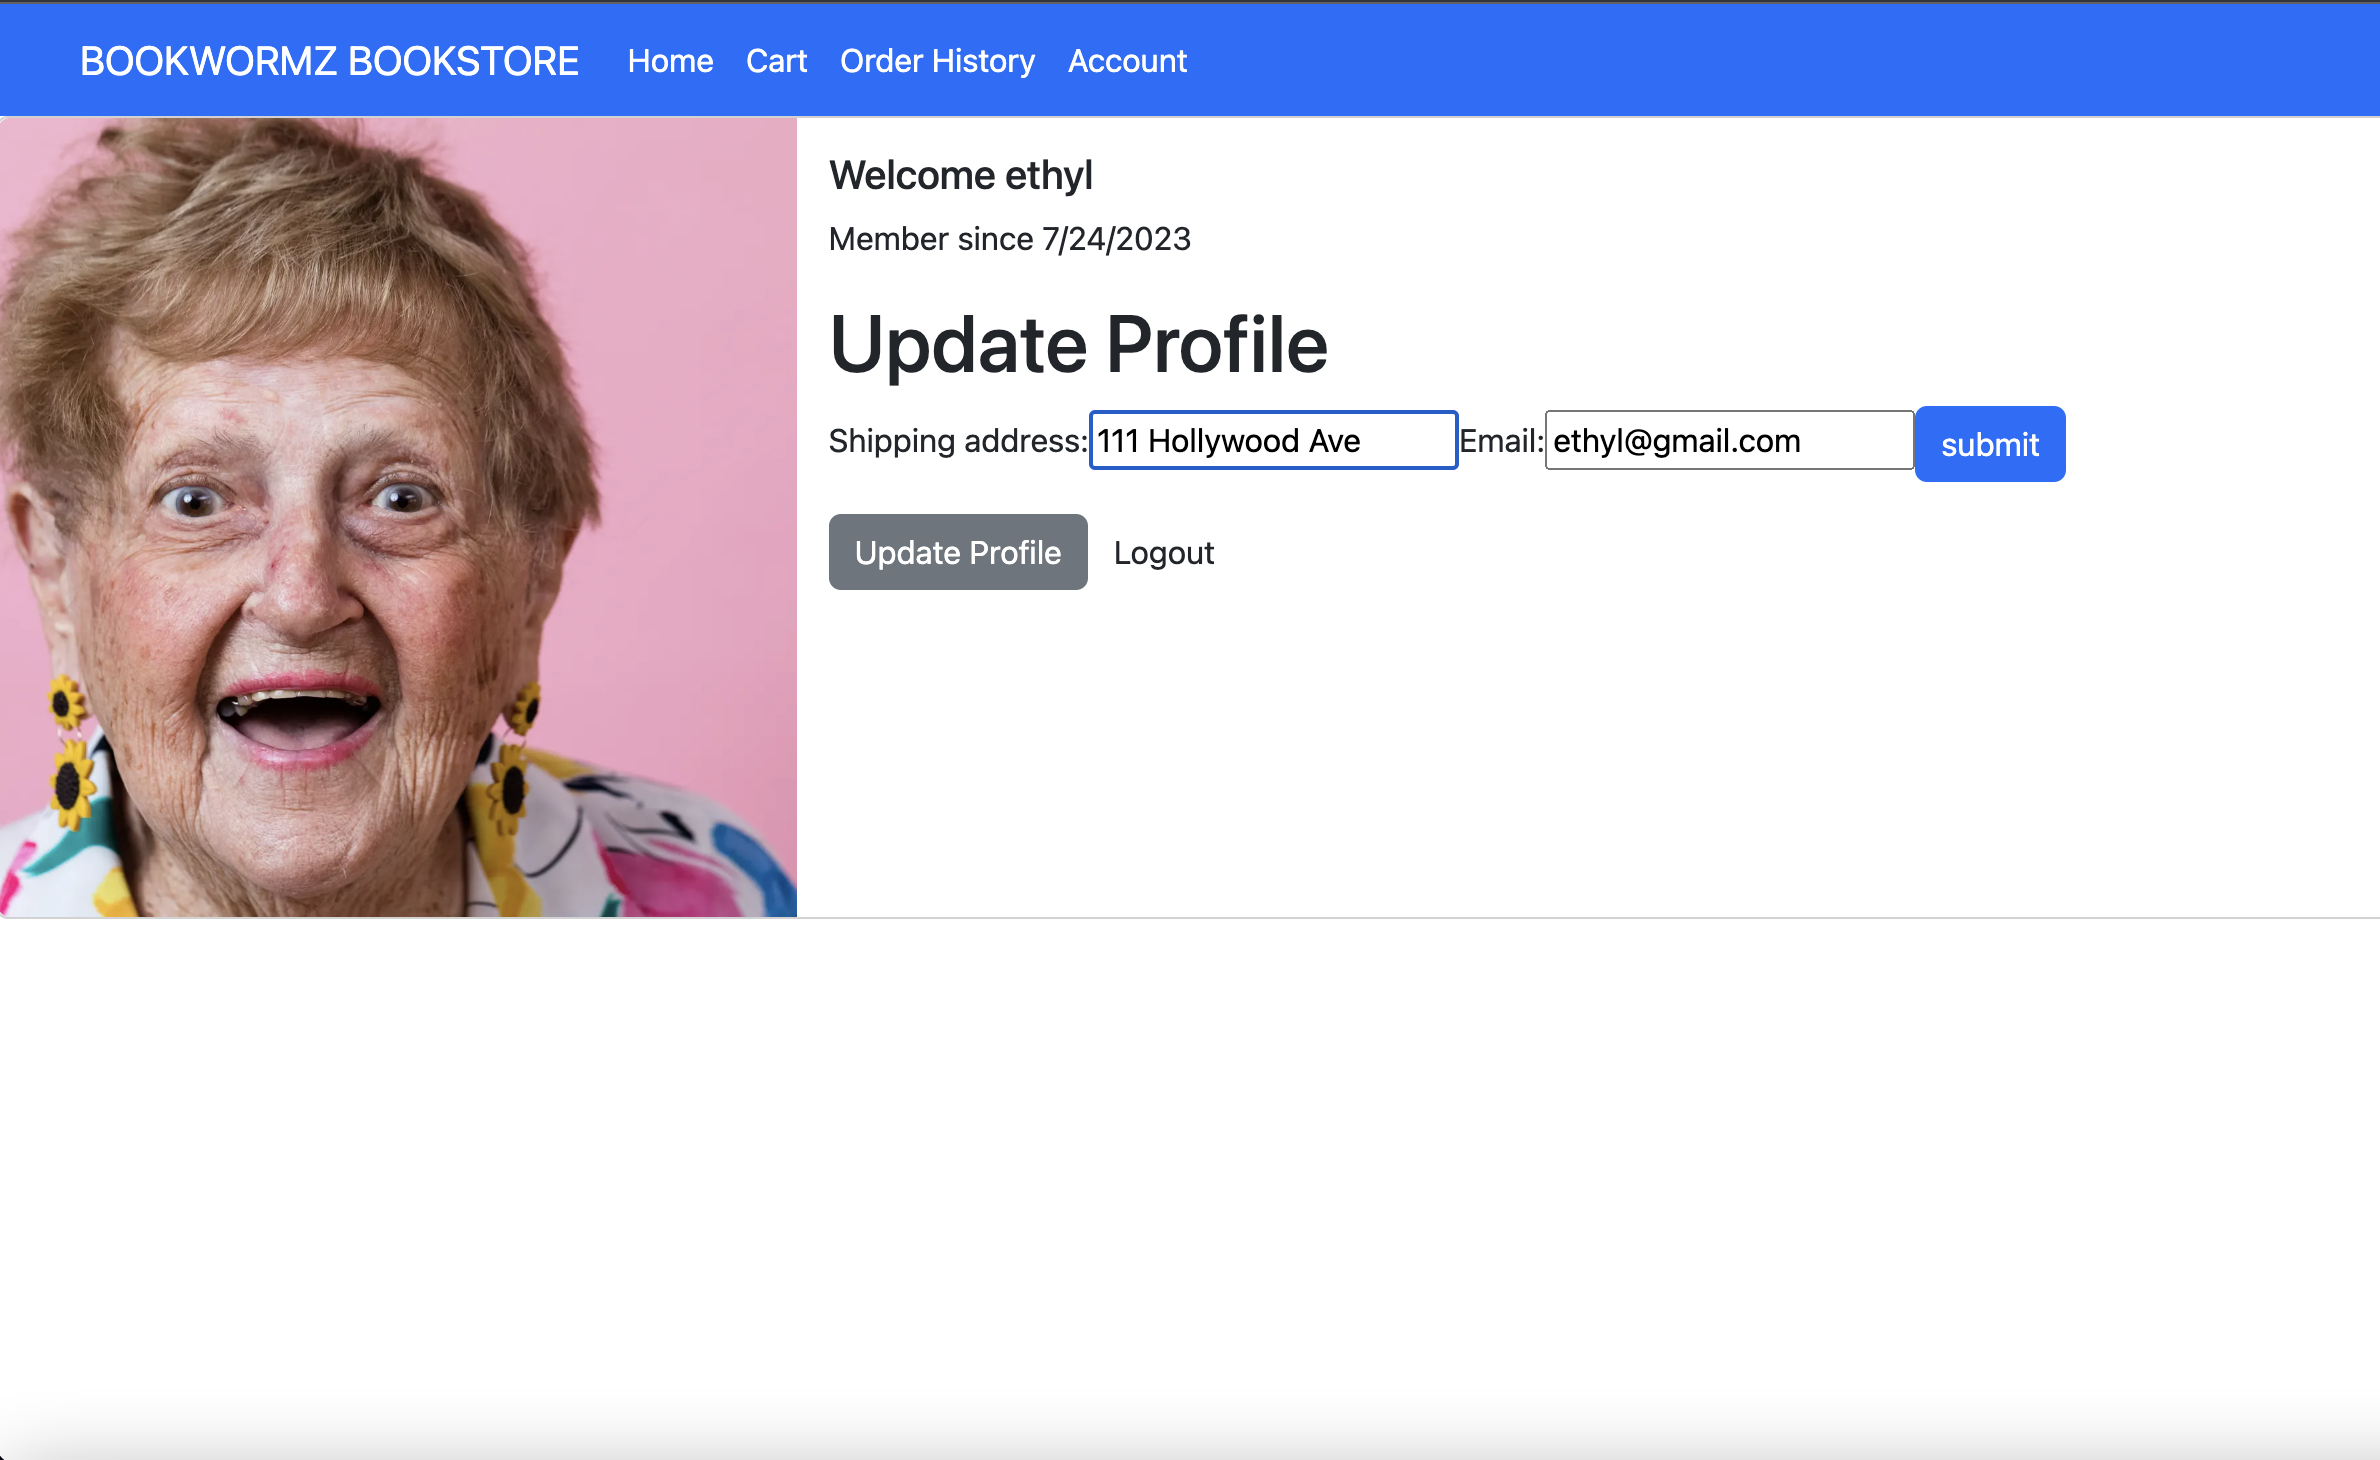 BOOKWORMZ BOOKSTORE Home Cart Order History Account
Welcome ethyl
Member since 7/24/2023
Update Profile
Shipping address: 111 Hollywood Ave Email: ethyl@gmail.com submit
Update Profile Logout